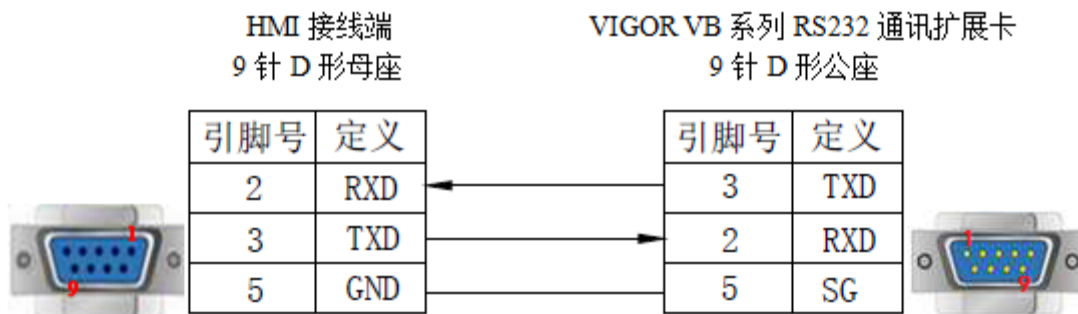 HMI 接线端
9 针 D 形母座
VIGOR VB 系列 RS232 通讯扩展卡
9 针 D 形公座
引脚号 定义
2 RXD
3 TXD
5 GND
引脚号 定义
3 TXD
2 RXD
5 SG
1
9
1
9